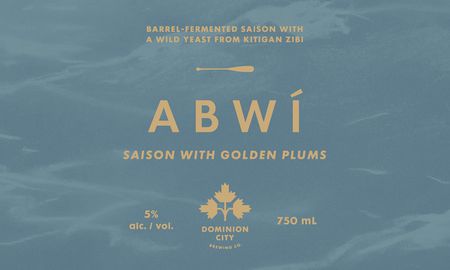 BARREL-FERMENTED SAISON WITH
A WILD YEAST FROM KITIGAN ZIBI
ABWÍ
SAISON WITH GOLDEN PLUMS
5%
alc. / vol.
DOMINION
CITY
BREWING CO.
750 mL